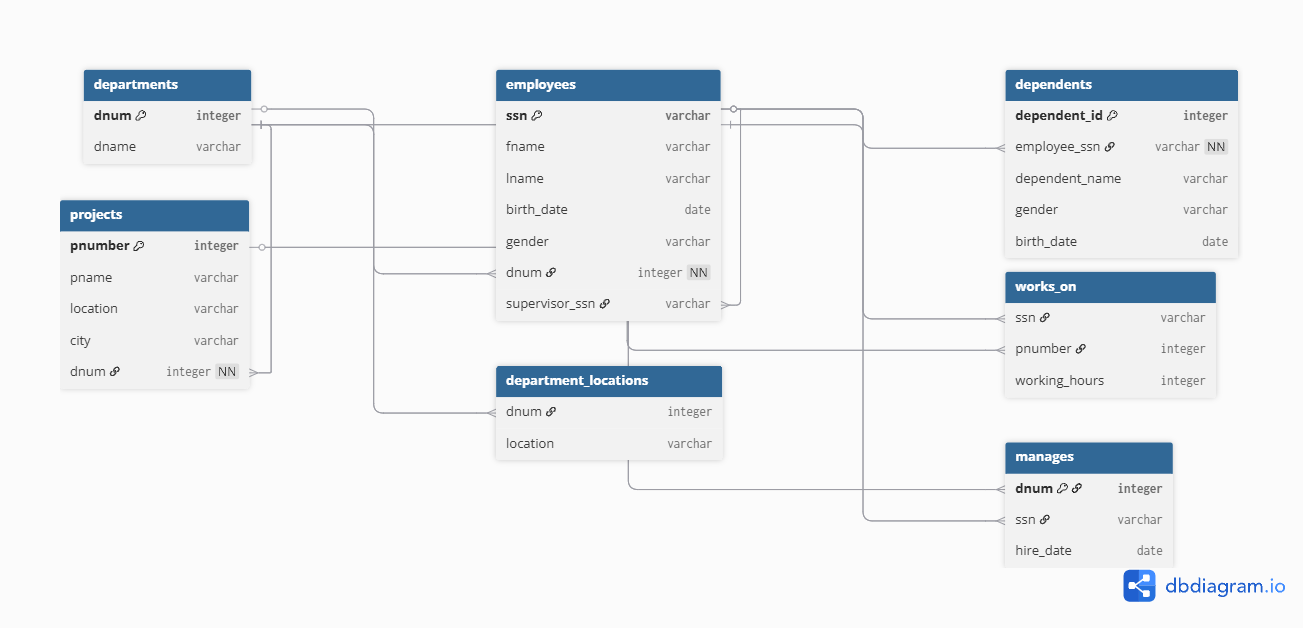 departments
dnum integer
dname varchar
projects
pnumber integer
pname varchar
location varchar
city varchar
dnum integer NN
employees
ssn varchar
fname varchar
lname varchar
birth_date date
gender varchar
dnum integer NN
supervisor_ssn varchar
department_locations
dnum integer
location varchar
dependents
dependent_id integer
employee_ssn varchar NN
dependent_name varchar
gender varchar
birth_date date
works_on
ssn varchar
pnumber integer
working_hours integer
manages
dnum integer
ssn varchar
hire_date date
dbdiagram.io